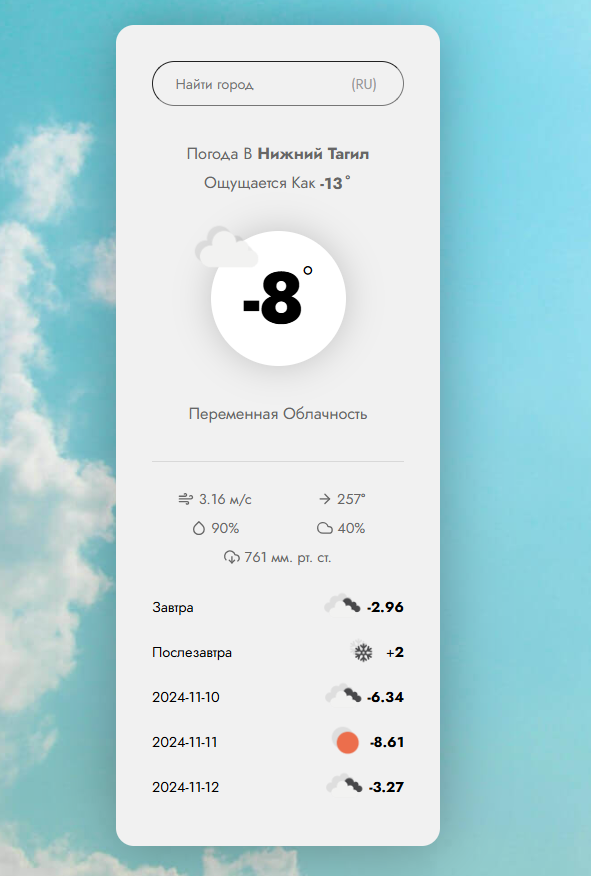 Найти город (RU)
Погода В Нижний Тагил
Ощущается Как -13°
-8°
Переменная Облачность
3.16 м/с 257°
90% 40%
761 мм. рт. ст.
Завтра -2.96
Послезавтра +2
2024-11-10 -6.34
2024-11-11 -8.61
2024-11-12 -3.27